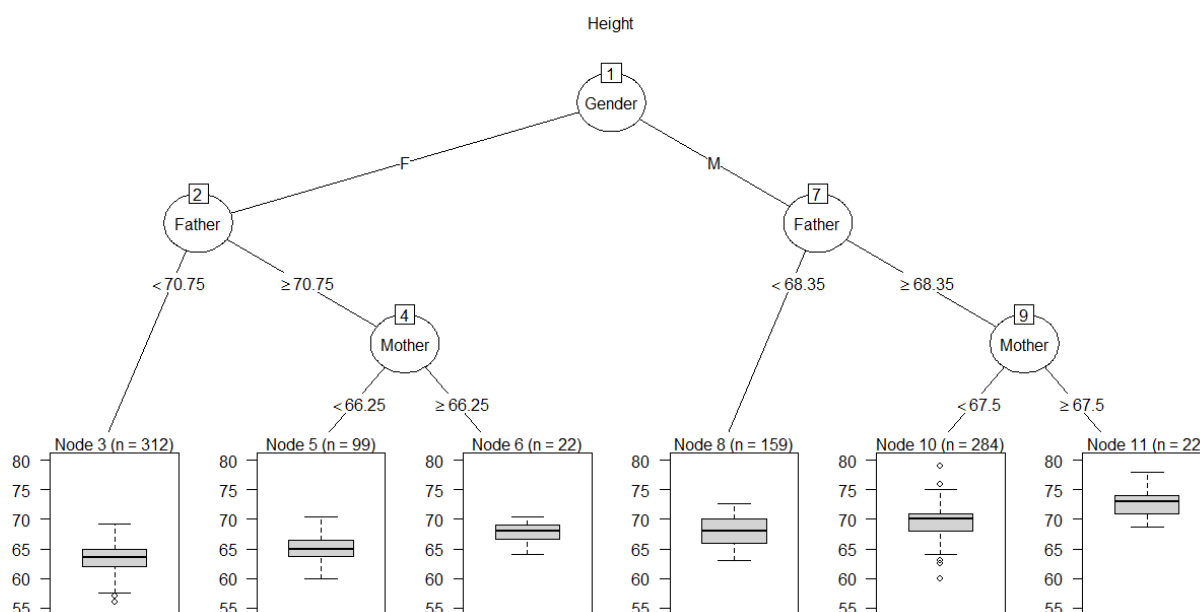 Height
1
Gender
F
M
2
Father
7
Father
< 70.75
≥ 70.75
< 68.35
≥ 68.35
4
Mother
9
Mother
< 66.25
≥ 66.25
< 67.5
≥ 67.5
Node 3 (n = 312)
Node 5 (n = 99)
Node 6 (n = 22)
Node 8 (n = 159)
Node 10 (n = 284)
Node 11 (n = 22
80 80 80 80 80 80
75 75 75 75 75 75
70 70 70 70 70 70
65 65 65 65 65 65
60 60 60 60 60 60
55 55 55 55 55 55